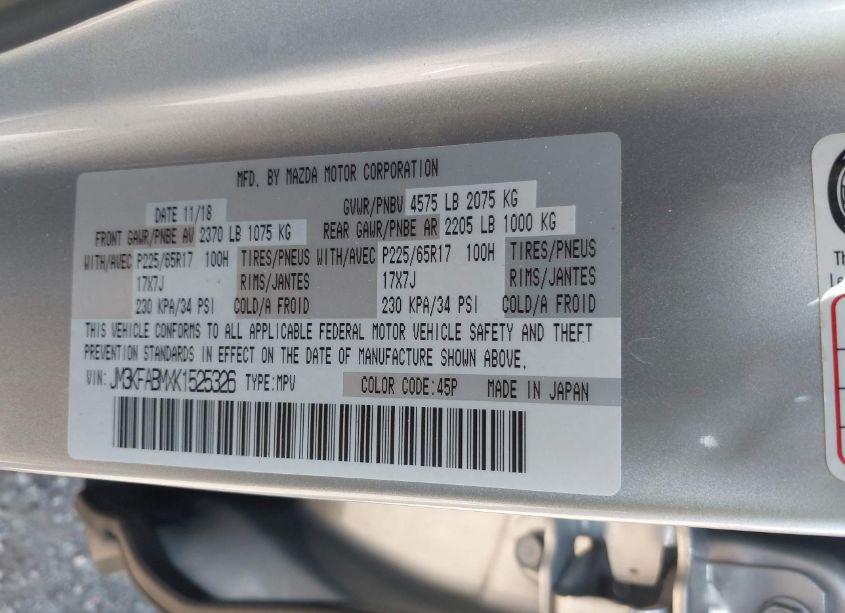 MFD. BY MAZDA MOTOR CORPORATION
DATE 11/18 GVWR/PNBV 4575 LB 2075 KG
FRONT GAWR/PNBE AV 2370 LB 1075 KG REAR GAWR/PNBE AR 2205 LB 1000 KG
WITH/AVEC P225/65R17 100H TIRES/PNEUS WITH/AVEC P225/65R17 100H TIRES/PNEUS
17X7J RIMS/JANTES 17X7J RIMS/JANTES
230 KPA/34 PSI COLD/A FROID 230 KPA/34 PSI COLD/A FROID
THIS VEHICLE CONFORMS TO ALL APPLICABLE FEDERAL MOTOR VEHICLE SAFETY AND THEFT
PREVENTION STANDARDS IN EFFECT ON THE DATE OF MANUFACTURE SHOWN ABOVE.
VIN: JM3KFABMXK1525326 TYPE:MPV COLOR CODE:45P MADE IN JAPAN